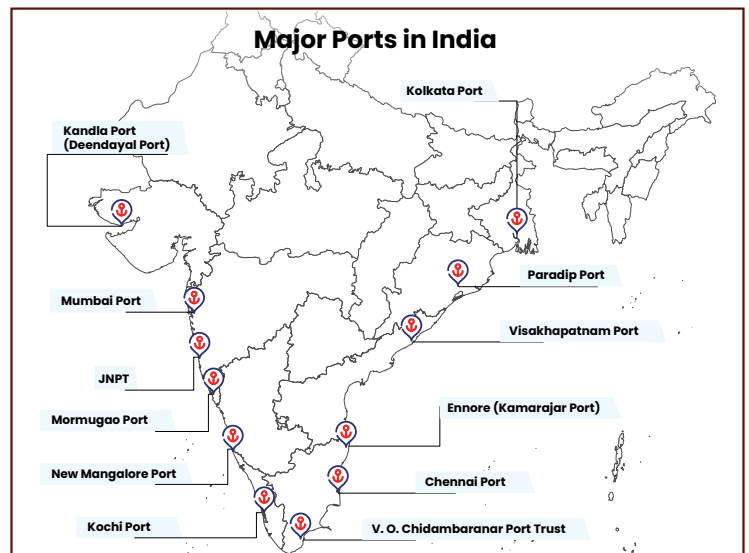 Major Ports in India
Kolkata Port
Kandla Port
(Deendayal Port)
Paradip Port
Mumbai Port
Visakhapatnam Port
JNPT
Ennore (Kamarajar Port)
Mormugao Port
New Mangalore Port
Chennai Port
Kochi Port
V. O. Chidambaranar Port Trust